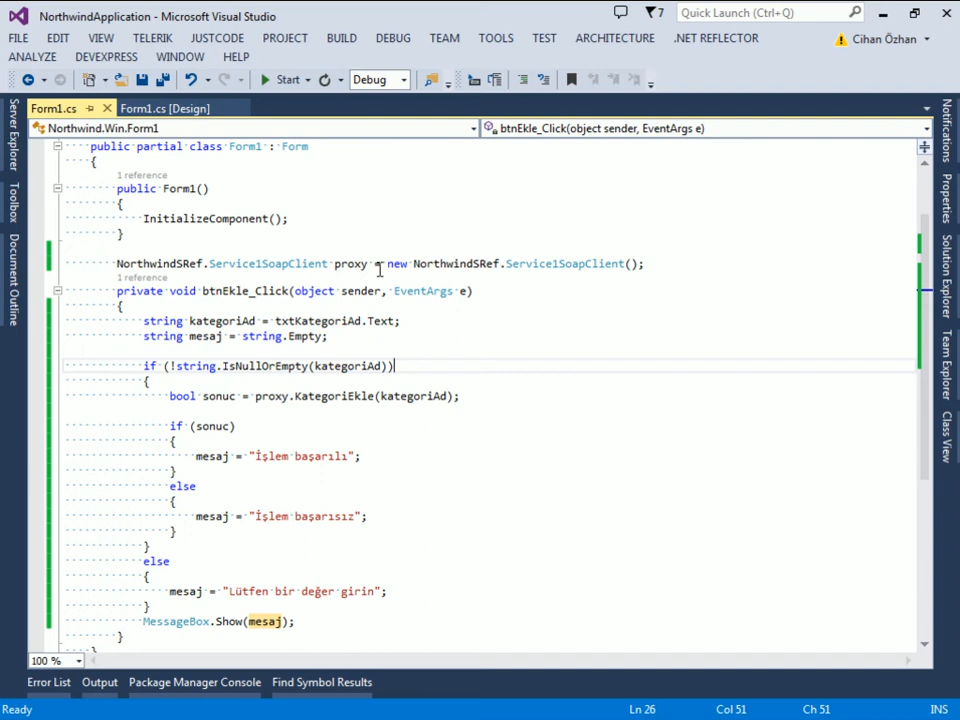 NorthwindApplication - Microsoft Visual Studio
7
Quick Launch (Ctrl+Q)
FILE EDIT VIEW TELERIK JUSTCODE PROJECT BUILD DEBUG TEAM TOOLS TEST ARCHITECTURE .NET REFLECTOR
Cihan Özhan
ANALYZE DEVEXPRESS WINDOW HELP
Start
Debug
Form1.cs
Form1.cs [Design]
Northwind.Win.Form1
btnEkle_Click(object sender, EventArgs e)
Server Explorer
Toolbox
Document Outline
public partial class Form1 : Form
{
1 reference
public Form1()
{
InitializeComponent();
}
NorthwindSRef.Service1SoapClient proxy = new NorthwindSRef.Service1SoapClient();
1 reference
private void btnEkle_Click(object sender, EventArgs e)
{
string kategoriAd = txtKategoriAd.Text;
string mesaj = string.Empty;
if (!string.IsNullOrEmpty(kategoriAd))
{
bool sonuc = proxy.KategoriEkle(kategoriAd);
if (sonuc)
{
mesaj = "İşlem başarılı";
}
else
{
mesaj = "İşlem başarısız";
}
}
else
{
mesaj = "Lütfen bir değer girin";
}
MessageBox.Show(mesaj);
}
}
Notifications
Properties
Solution Explorer
Team Explorer
Class View
100 %
Error List Output Package Manager Console Find Symbol Results
Ready
Ln 26 Col 51 Ch 51 INS